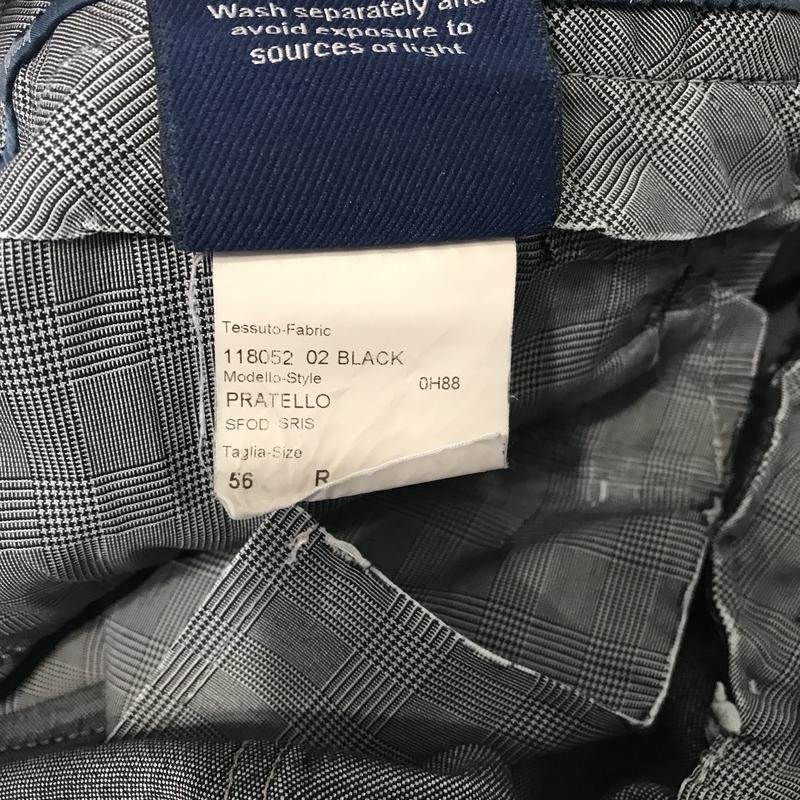 Wash separately and
avoid exposure to
sources of light
Tessuto-Fabric
118052 02 BLACK
Modello-Style
0H88
PRATELLO
SFOD SRIS
Taglia-Size
56 R